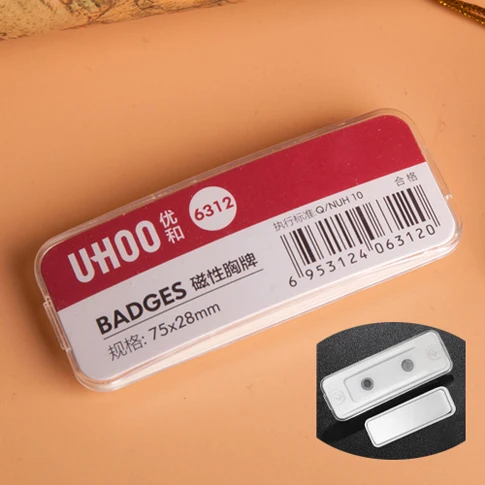 UHOO 优和 6312
BADGES 磁性胸牌
规格: 75x28mm
执行标准: Q/NUH 10
合格
6 953124 063120